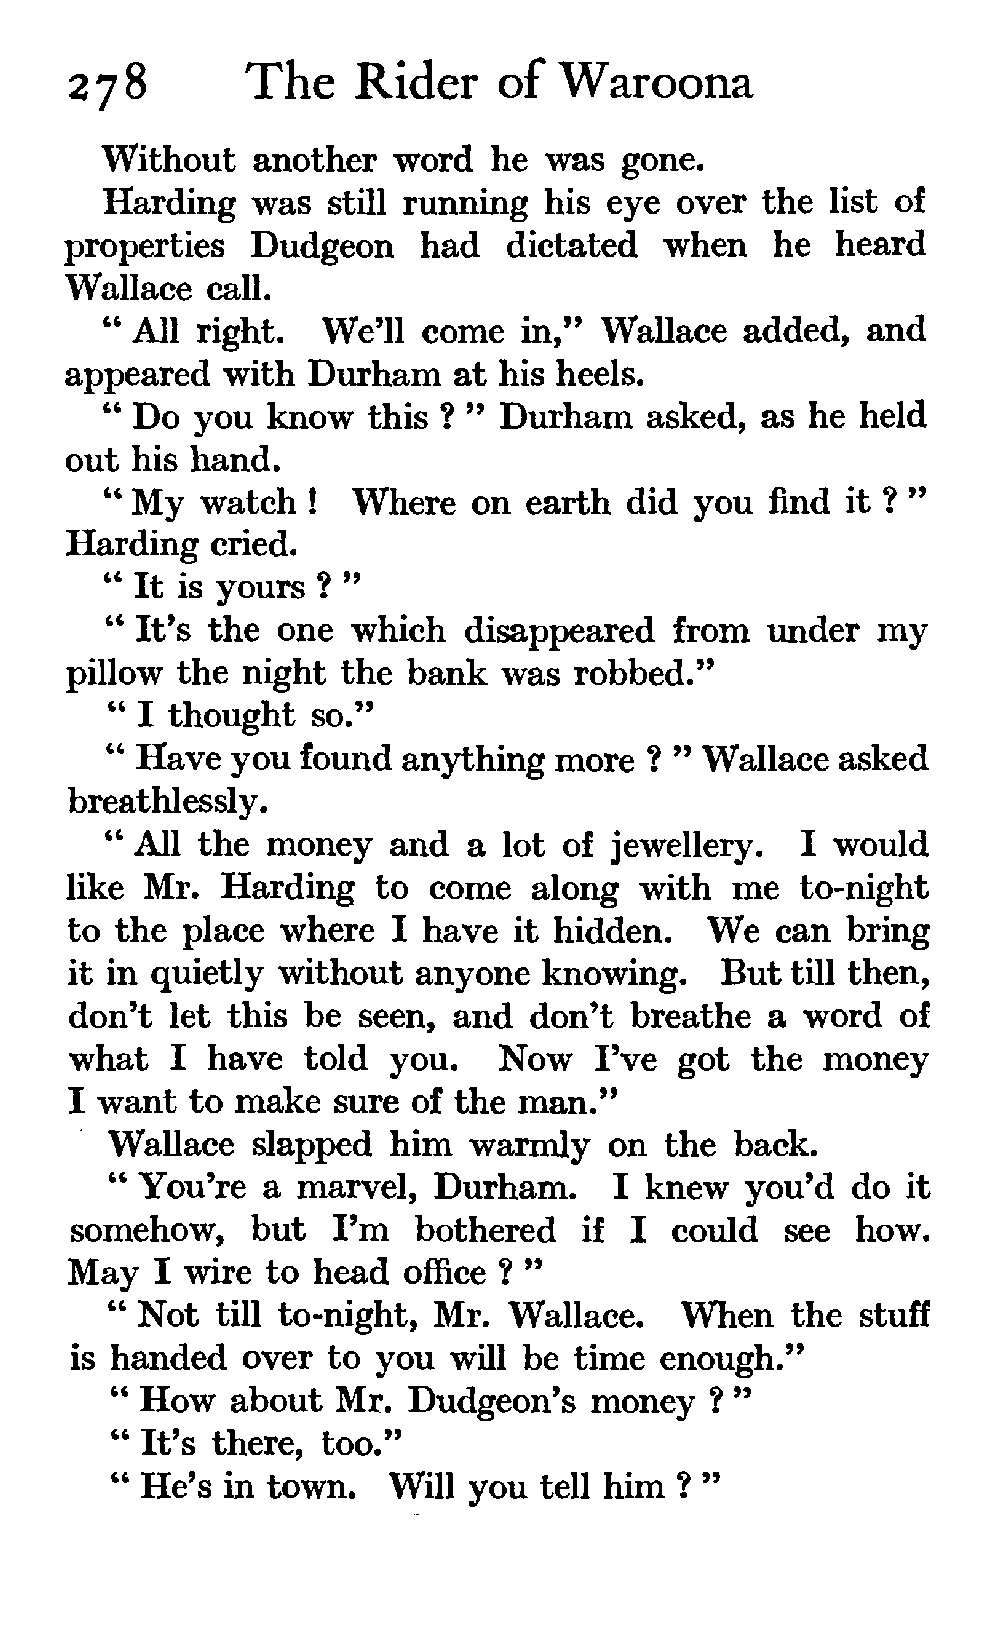 278 The Rider of Waroona
Without another word he was gone.
Harding was still running his eye over the list of
properties Dudgeon had dictated when he heard
Wallace call.
“ All right. We’ll come in,” Wallace added, and
appeared with Durham at his heels.
“ Do you know this ? ” Durham asked, as he held
out his hand.
“ My watch ! Where on earth did you find it ? ”
Harding cried.
“ It is yours ? ”
“ It’s the one which disappeared from under my
pillow the night the bank was robbed.”
“ I thought so.”
“ Have you found anything more ? ” Wallace asked
breathlessly.
“ All the money and a lot of jewellery. I would
like Mr. Harding to come along with me to-night
to the place where I have it hidden. We can bring
it in quietly without anyone knowing. But till then,
don’t let this be seen, and don’t breathe a word of
what I have told you. Now I’ve got the money
I want to make sure of the man.”
Wallace slapped him warmly on the back.
“ You’re a marvel, Durham. I knew you’d do it
somehow, but I’m bothered if I could see how.
May I wire to head office ? ”
“ Not till to-night, Mr. Wallace. When the stuff
is handed over to you will be time enough.”
“ How about Mr. Dudgeon’s money ? ”
“ It’s there, too.”
“ He’s in town. Will you tell him ? ”